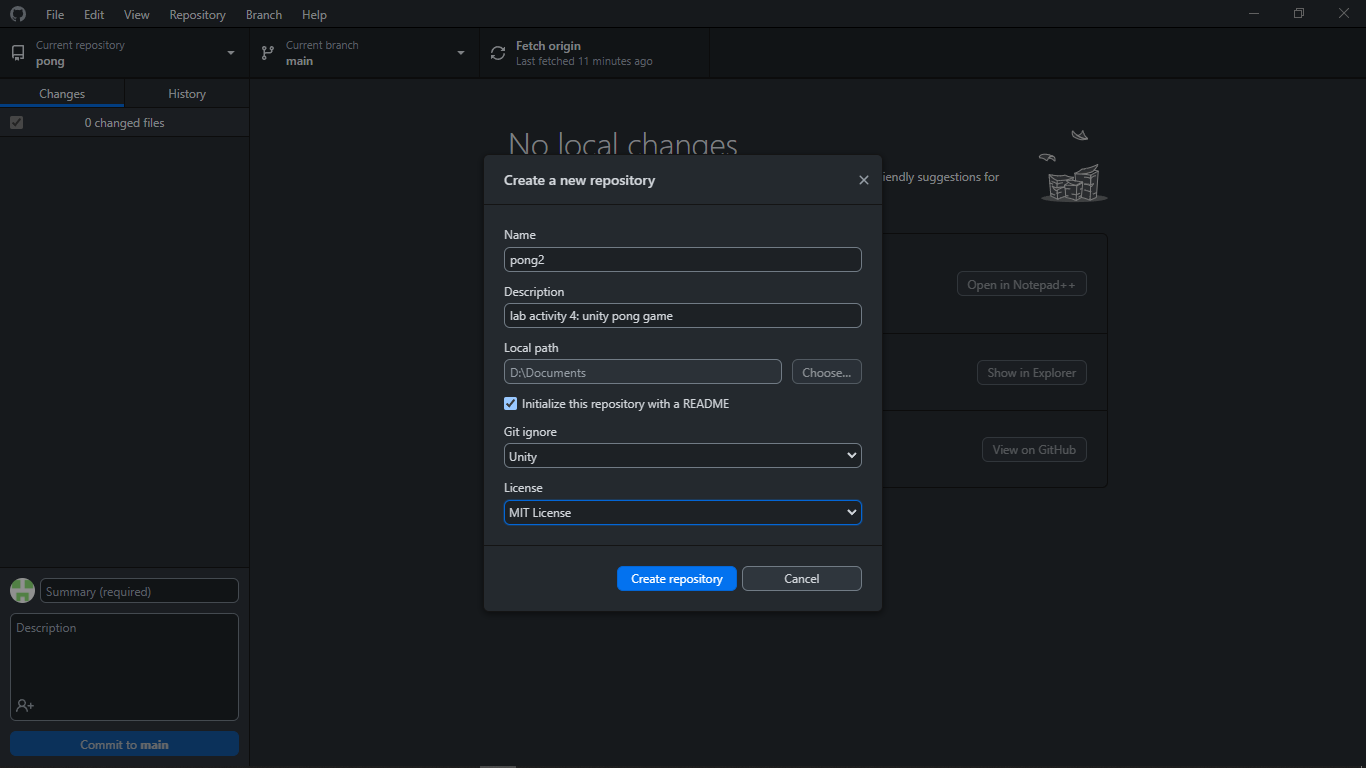 File Edit View Repository Branch Help
Current repository
pong
Current branch
main
Fetch origin
Last fetched 11 minutes ago
Changes History
0 changed files
No local changes
iendly suggestions for
Open in Notepad++
Show in Explorer
View on GitHub
Create a new repository
Name
pong2
Description
lab activity 4: unity pong game
Local path
D:\Documents Choose...
Initialize this repository with a README
Git ignore
Unity
License
MIT License
Create repository Cancel
Summary (required)
Description
Commit to main